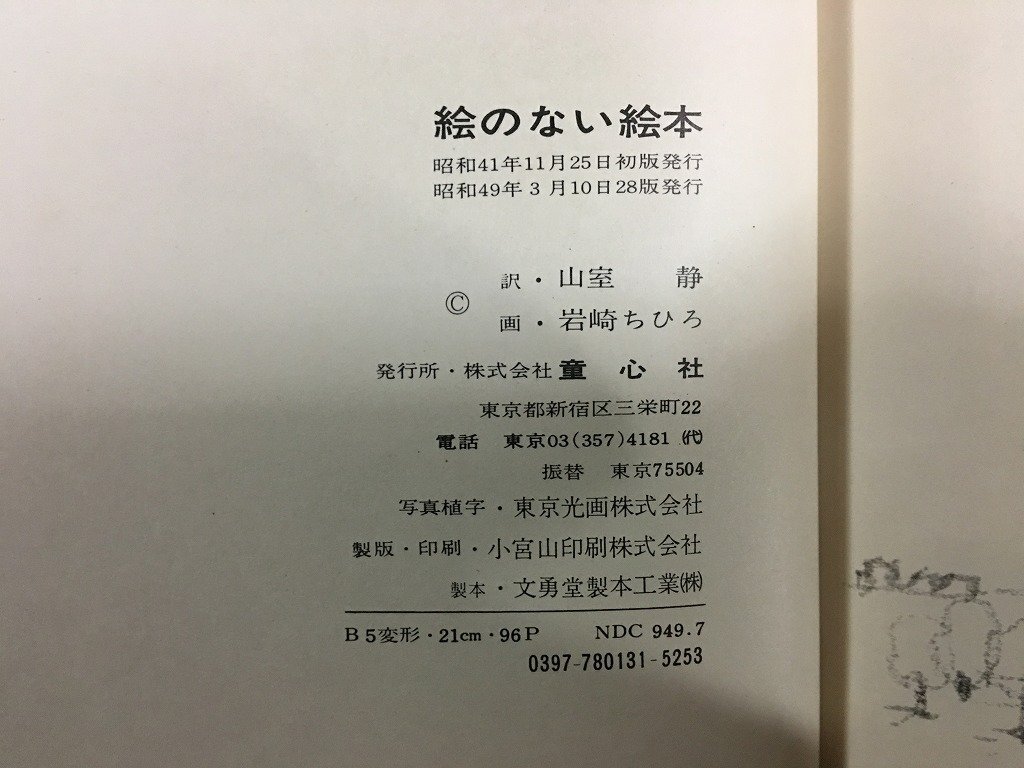 絵のない絵本
昭和41年11月25日初版発行
昭和49年3月10日28版発行
訳・山室 静
©
画・岩崎ちひろ
発行所・株式会社 童心社
東京都新宿区三栄町22
電話 東京03(357)4181 ㈹
振替 東京75504
写真植字・東京光画株式会社
製版・印刷・小宮山印刷株式会社
製本・文勇堂製本工業㈱
B5変形・21cm・96P NDC 949.7
0397-780131-5253